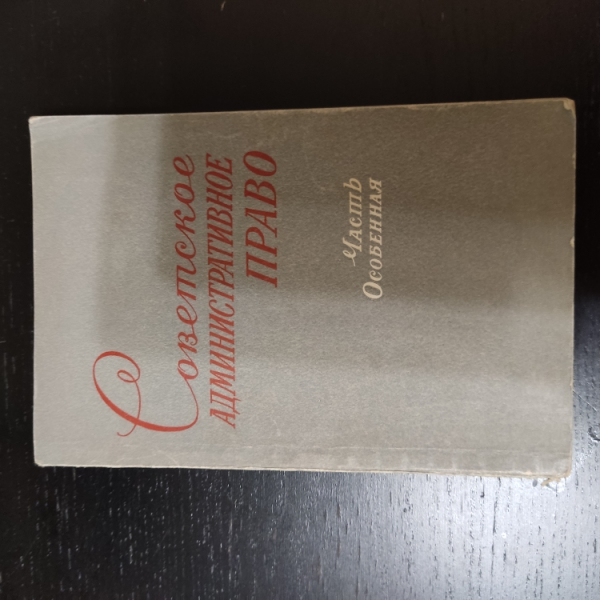 Советское
АДМИНИСТРАТИВНОЕ
ПРАВО
Часть
Особенная